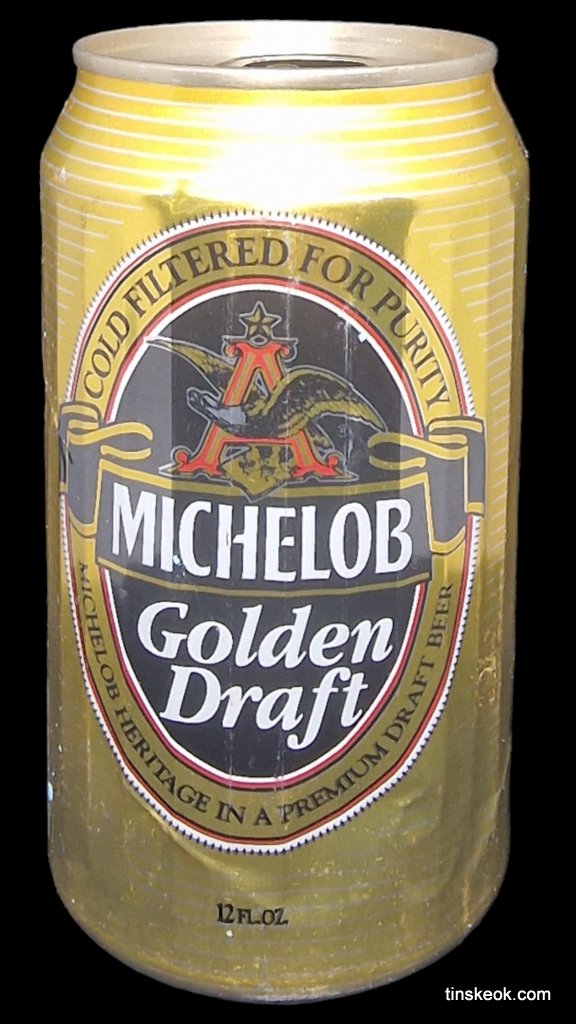 COLD FILTERED FOR PURITY
A
MICHELOB
Golden
Draft
MICHELOB HERITAGE IN A PREMIUM DRAFT BEER
12 FL.OZ.
tinskeok.com